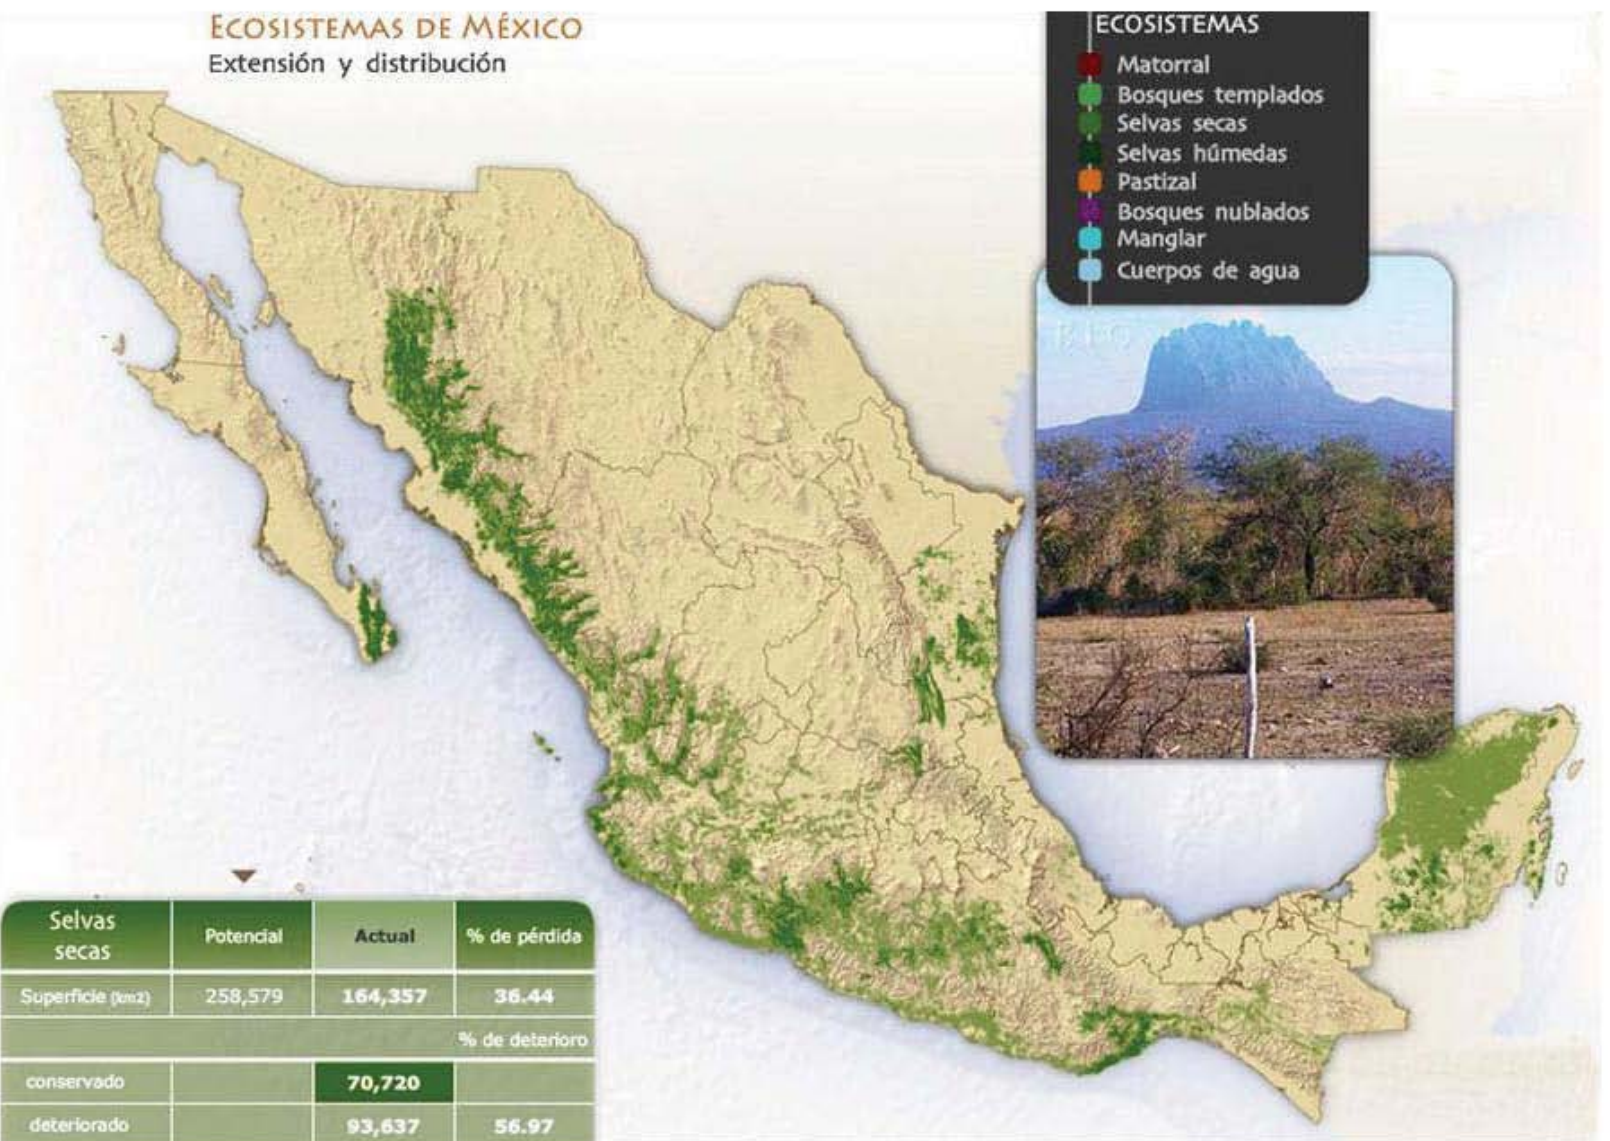 ECOSISTEMAS DE MÉXICO
Extensión y distribución
ECOSISTEMAS
Matorral
Bosques templados
Selvas secas
Selvas húmedas
Pastizal
Bosques nublados
Manglar
Cuerpos de agua
Selvas
secas
Potencial
Actual
% de pérdida
Superficie (km2)
258,579
164,357
36.44
% de deterioro
conservado
70,720
deteriorado
93,637
56.97